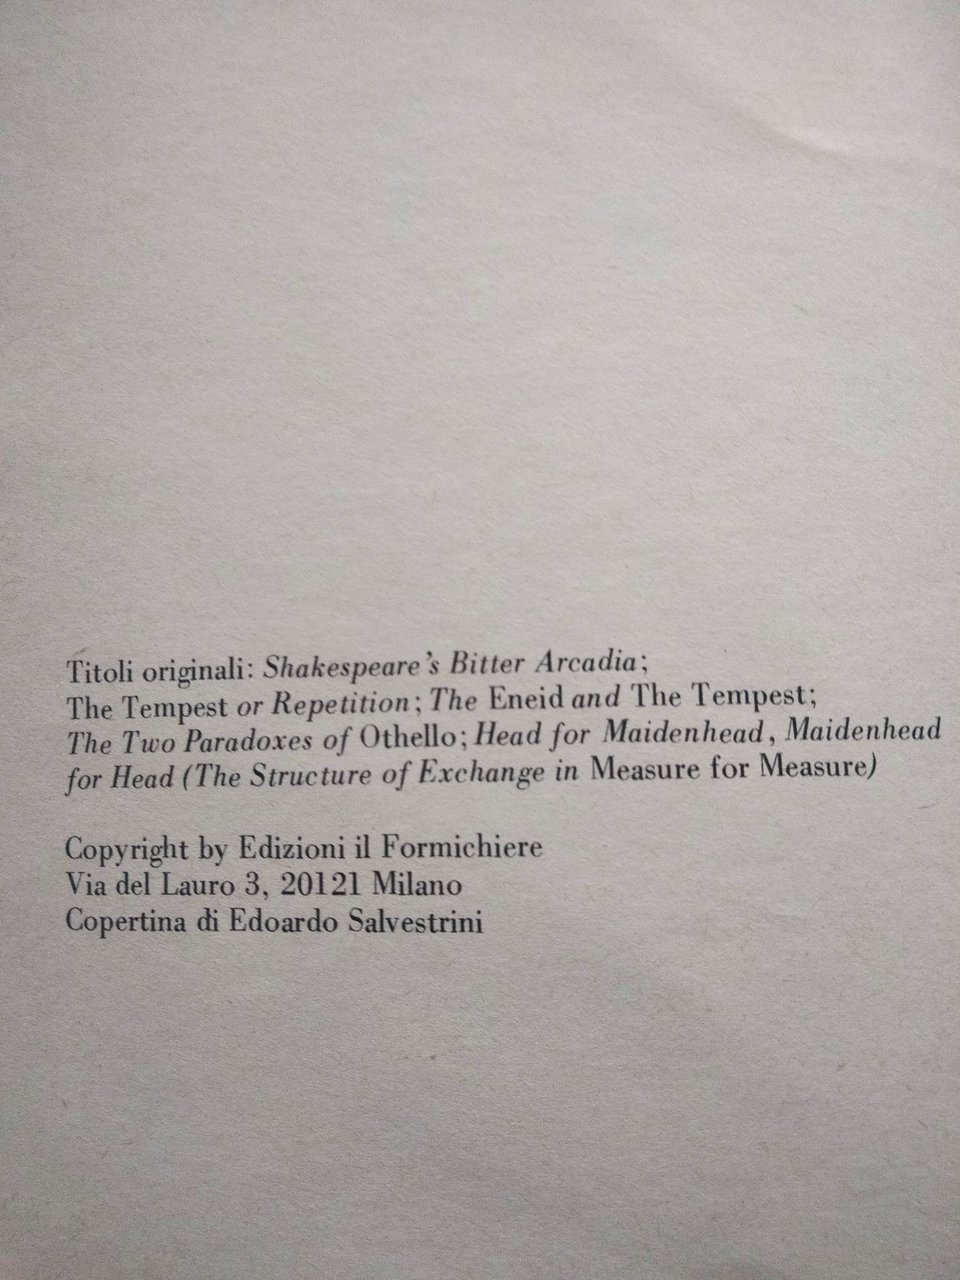 Titoli originali: Shakespeare's Bitter Arcadia;
The Tempest or Repetition; The Eneid and The Tempest;
The Two Paradoxes of Othello; Head for Maidenhead, Maidenhead
for Head (The Structure of Exchange in Measure for Measure)
Copyright by Edizioni il Formichiere
Via del Lauro 3, 20121 Milano
Copertina di Edoardo Salvestrini